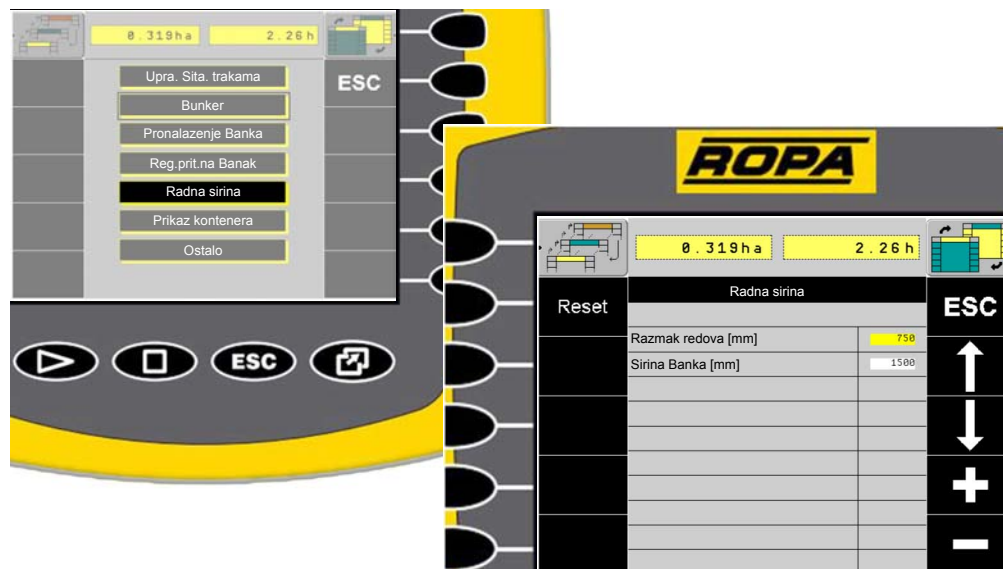 0.319ha 2.26h
Upra. Sita. trakama
ESC
Bunker
Pronalazenje Banka
Reg.prit.na Banak
Radna sirina
Prikaz kontenera
Ostalo
ESC
ROPA
0.319ha 2.26h
Radna sirina
Reset
ESC
Razmak redova [mm] 750
Sirina Banka [mm] 1500